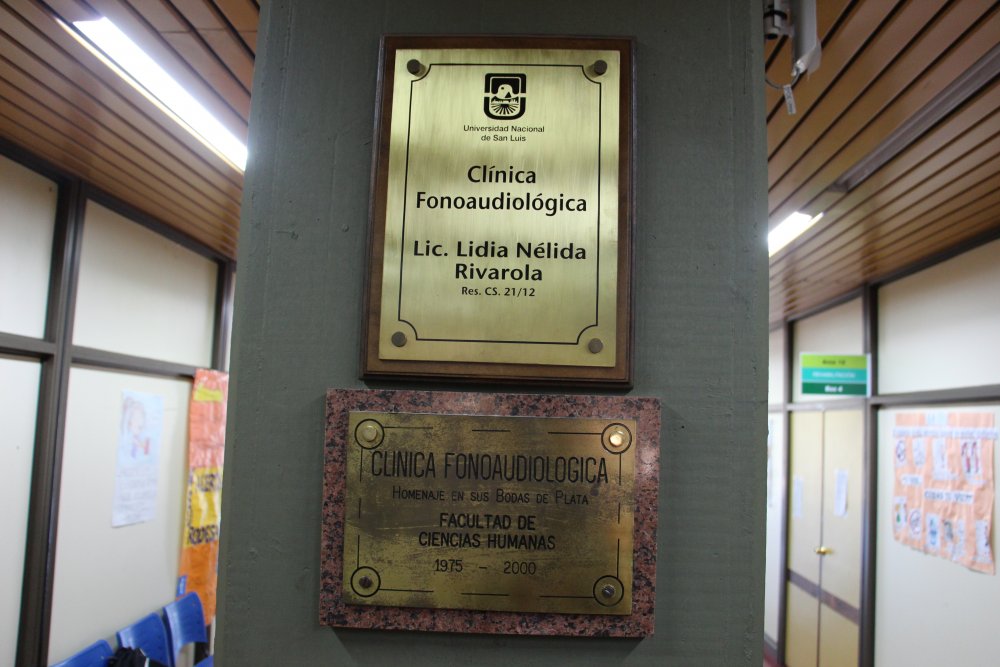 Universidad Nacional
de San Luis
Clínica
Fonoaudiológica
Lic. Lidia Nélida
Rivarola
Res. CS. 21/12
CLINICA FONOAUDIOLOGICA
HOMENAJE EN SUS BODAS DE PLATA
FACULTAD DE
CIENCIAS HUMANAS
1975 - 2000